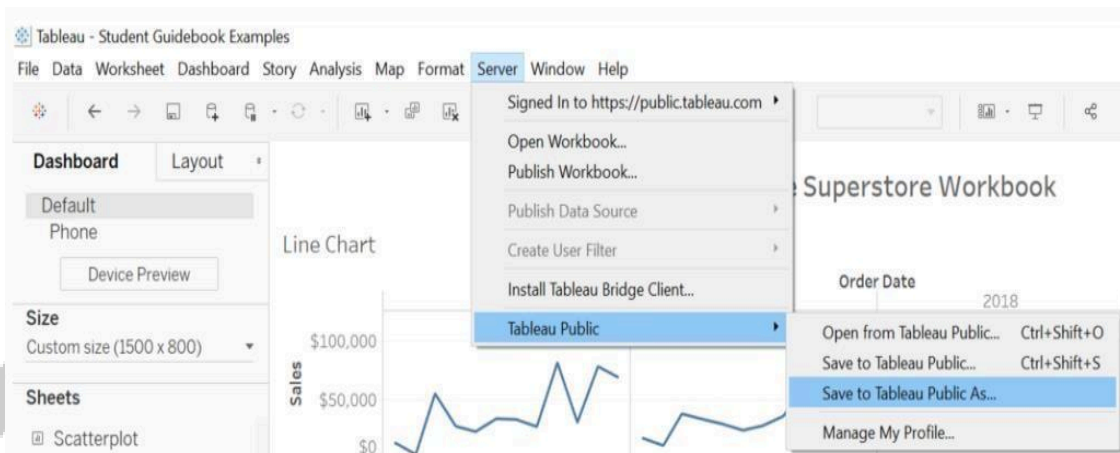 Tableau - Student Guidebook Examples
File Data Worksheet Dashboard Story Analysis Map Format Server Window Help
Signed In to https://public.tableau.com
Open Workbook...
Publish Workbook...
Publish Data Source
Create User Filter
Install Tableau Bridge Client...
Tableau Public
Open from Tableau Public... Ctrl+Shift+O
Save to Tableau Public... Ctrl+Shift+S
Save to Tableau Public As...
Manage My Profile...
Dashboard Layout
Default
Phone
Device Preview
Size
Custom size (1500 x 800)
Sheets
Scatterplot
Superstore Workbook
Line Chart
Order Date
2018
Sales
$100,000
$50,000
$0